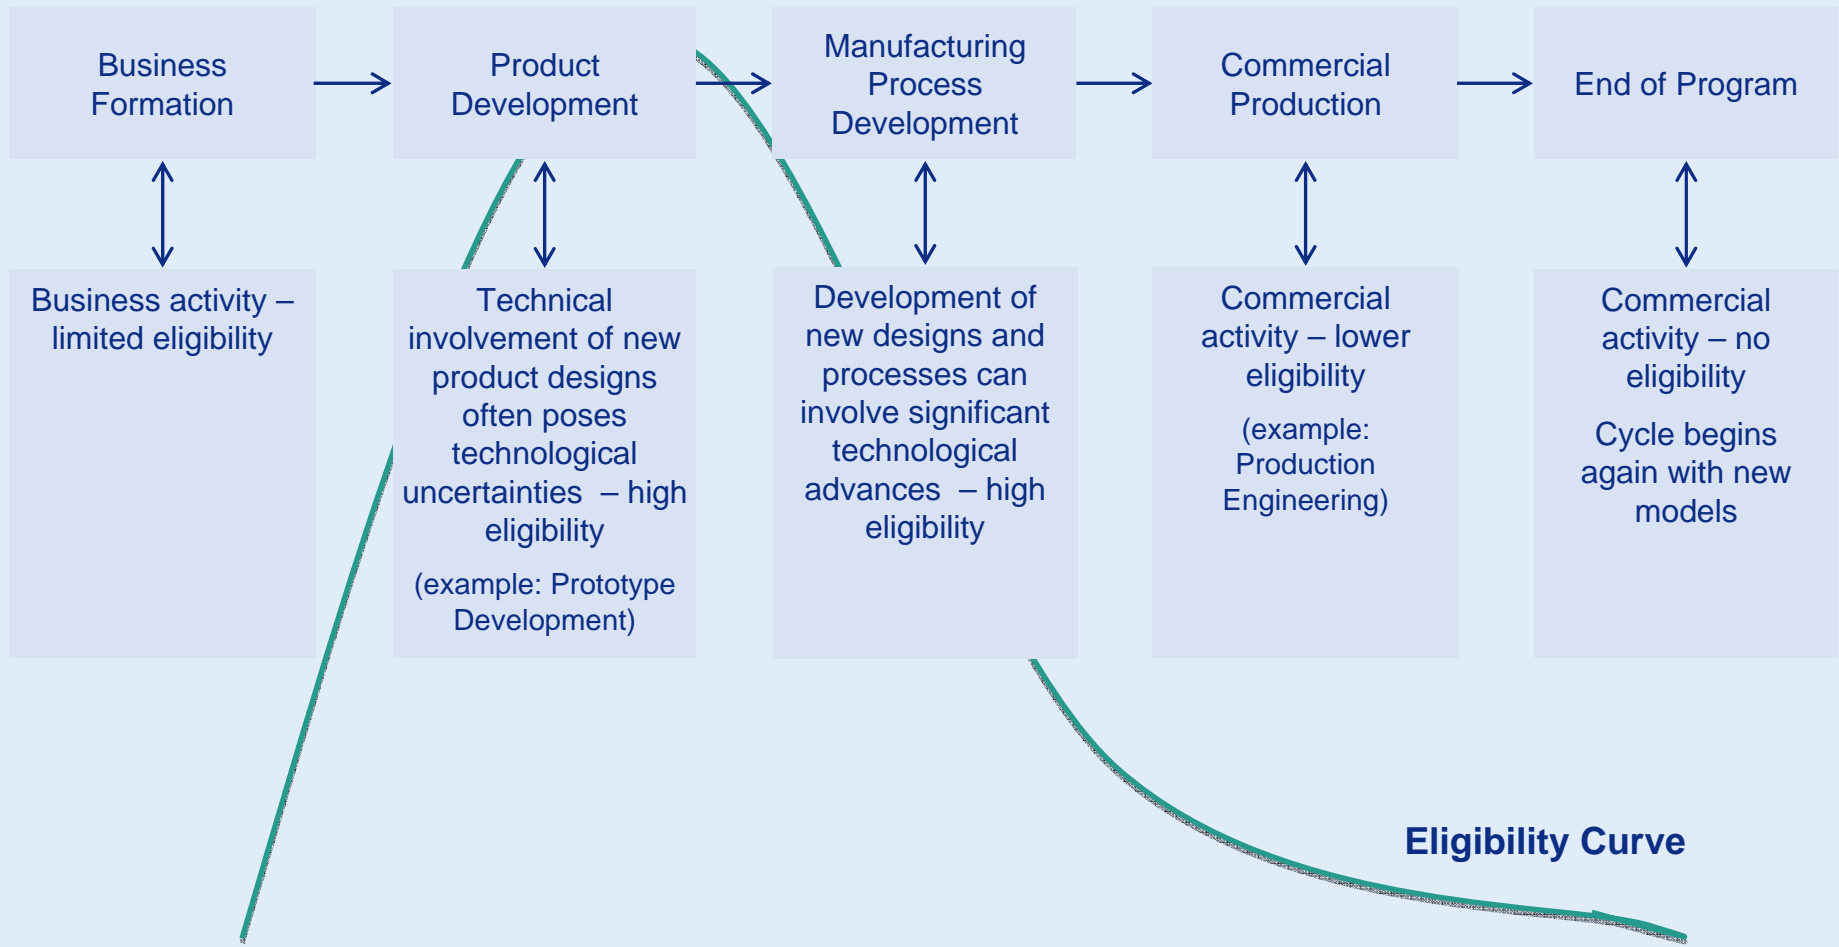 Business
Formation
Product
Development
Manufacturing
Process
Development
Commercial
Production
End of Program
Business activity –
limited eligibility
Technical
involvement of new
product designs
often poses
technological
uncertainties – high
eligibility
(example: Prototype
Development)
Development of
new designs and
processes can
involve significant
technological
advances – high
eligibility
Commercial
activity – lower
eligibility
(example:
Production
Engineering)
Commercial
activity – no
eligibility
Cycle begins
again with new
models
Eligibility Curve